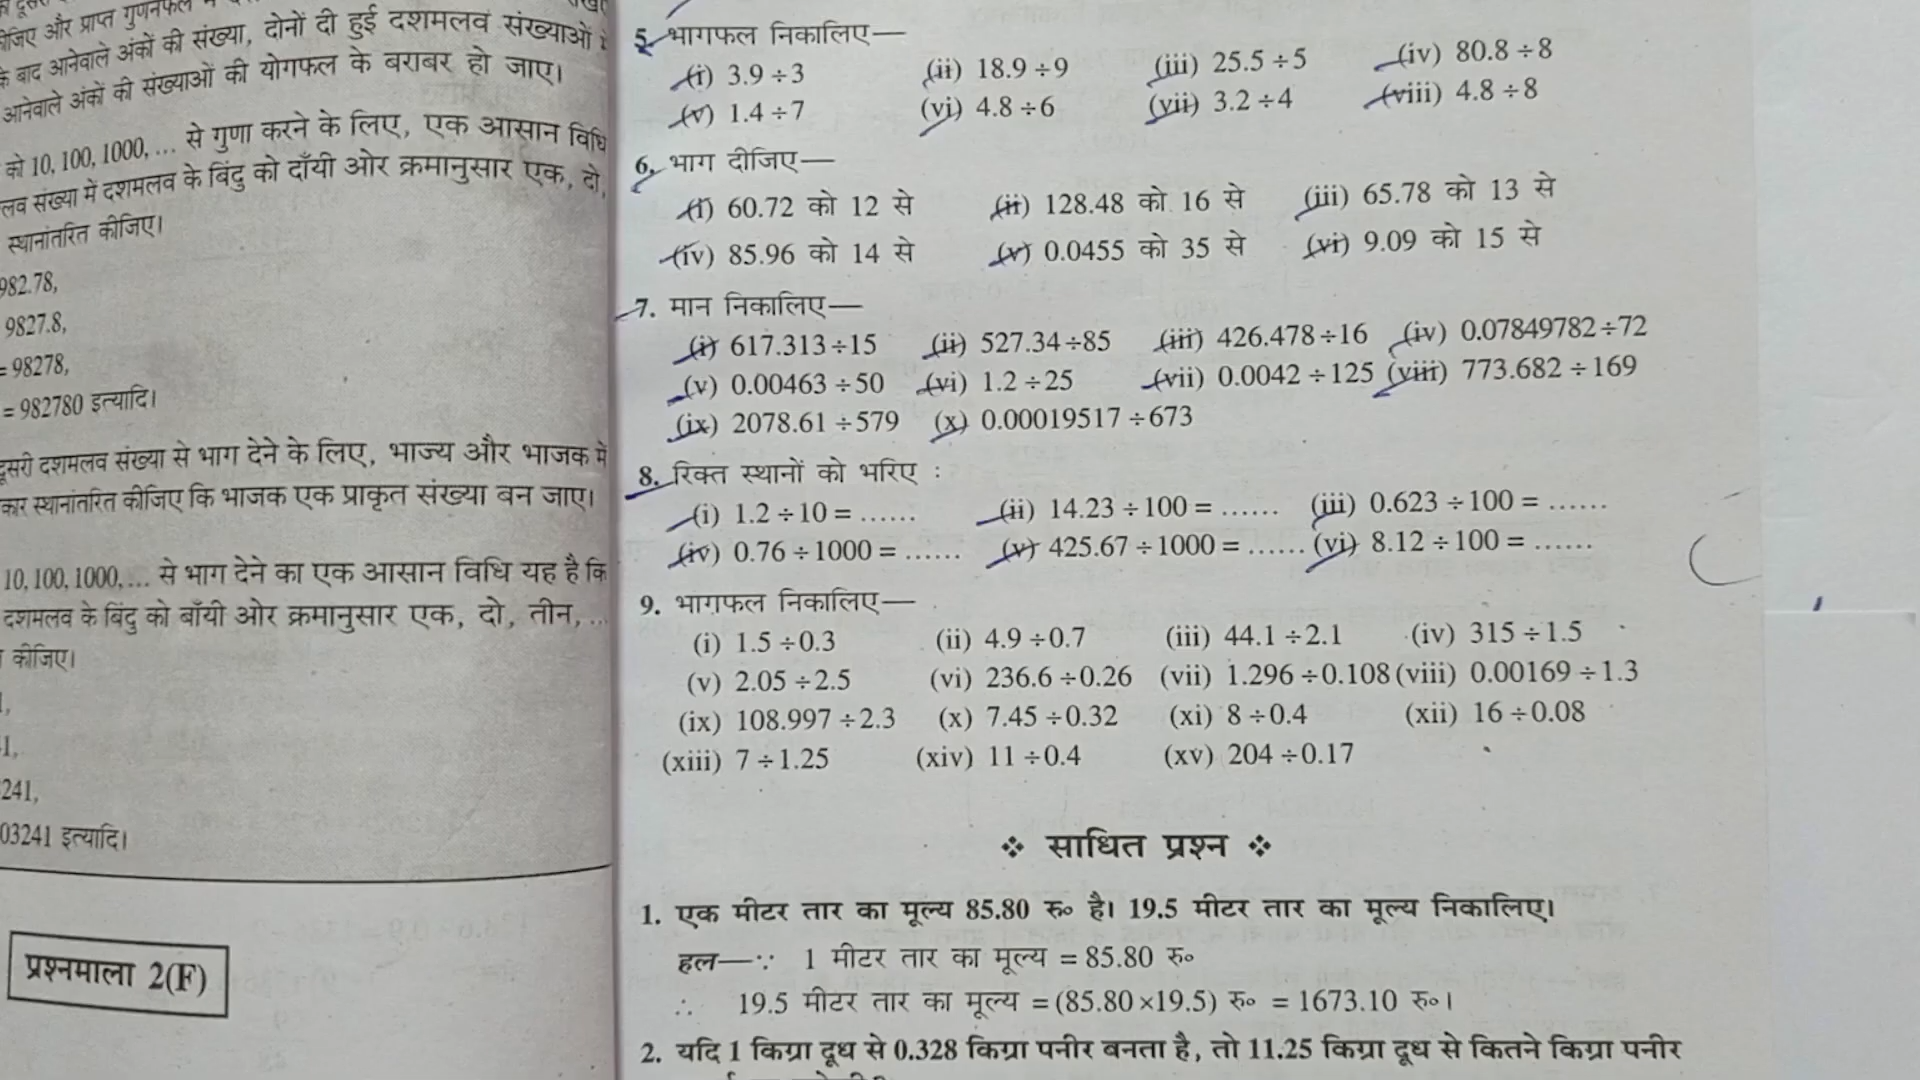 कीजिए और प्राप्त गुणनफल में
के बाद आनेवाले अंकों की संख्या, दोनों दी हुई दशमलव संख्याओं में
आनेवाले अंकों की संख्याओं की योगफल के बराबर हो जाए।
को 10, 100, 1000, ... से गुणा करने के लिए, एक आसान विधि
लव संख्या में दशमलव के बिंदु को दाँयी ओर क्रमानुसार एक, दो,
स्थानांतरित कीजिए।
982.78,
9827.8,
= 98278,
= 982780 इत्यादि।
दूसरी दशमलव संख्या से भाग देने के लिए, भाज्य और भाजक में
कार स्थानांतरित कीजिए कि भाजक एक प्राकृत संख्या बन जाए।
10, 100, 1000, ... से भाग देने का एक आसान विधि यह है कि
दशमलव के बिंदु को बाँयी ओर क्रमानुसार एक, दो, तीन, ...
कीजिए।
241,
03241 इत्यादि।
प्रश्नमाला 2(F)
5. भागफल निकालिए—
(i) 3.9 ÷ 3 (ii) 18.9 ÷ 9 (iii) 25.5 ÷ 5 (iv) 80.8 ÷ 8
(v) 1.4 ÷ 7 (vi) 4.8 ÷ 6 (vii) 3.2 ÷ 4 (viii) 4.8 ÷ 8
6. भाग दीजिए—
(i) 60.72 को 12 से (ii) 128.48 को 16 से (iii) 65.78 को 13 से
(iv) 85.96 को 14 से (v) 0.0455 को 35 से (vi) 9.09 को 15 से
7. मान निकालिए—
(i) 617.313 ÷ 15 (ii) 527.34 ÷ 85 (iii) 426.478 ÷ 16 (iv) 0.07849782 ÷ 72
(v) 0.00463 ÷ 50 (vi) 1.2 ÷ 25 (vii) 0.0042 ÷ 125 (viii) 773.682 ÷ 169
(ix) 2078.61 ÷ 579 (x) 0.00019517 ÷ 673
8. रिक्त स्थानों को भरिए :
(i) 1.2 ÷ 10 = ...... (ii) 14.23 ÷ 100 = ...... (iii) 0.623 ÷ 100 = ......
(iv) 0.76 ÷ 1000 = ...... (v) 425.67 ÷ 1000 = ...... (vi) 8.12 ÷ 100 = ......
9. भागफल निकालिए—
(i) 1.5 ÷ 0.3 (ii) 4.9 ÷ 0.7 (iii) 44.1 ÷ 2.1 (iv) 315 ÷ 1.5
(v) 2.05 ÷ 2.5 (vi) 236.6 ÷ 0.26 (vii) 1.296 ÷ 0.108 (viii) 0.00169 ÷ 1.3
(ix) 108.997 ÷ 2.3 (x) 7.45 ÷ 0.32 (xi) 8 ÷ 0.4 (xii) 16 ÷ 0.08
(xiii) 7 ÷ 1.25 (xiv) 11 ÷ 0.4 (xv) 204 ÷ 0.17
❖ साधित प्रश्न ❖
1. एक मीटर तार का मूल्य 85.80 रु० है। 19.5 मीटर तार का मूल्य निकालिए।
हल—∵ 1 मीटर तार का मूल्य = 85.80 रु०
∴ 19.5 मीटर तार का मूल्य = (85.80 × 19.5) रु० = 1673.10 रु०।
2. यदि 1 किग्रा दूध से 0.328 किग्रा पनीर बनता है, तो 11.25 किग्रा दूध से कितने किग्रा पनीर